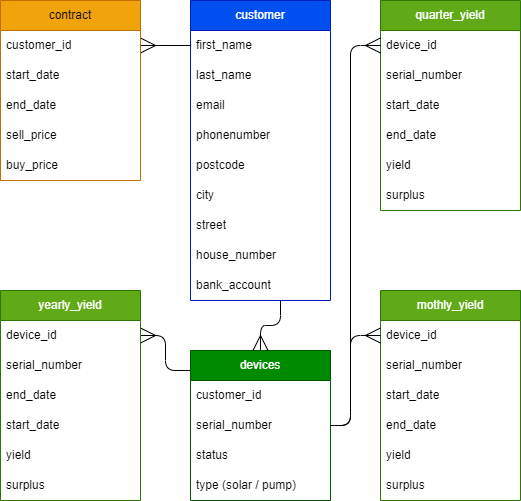 contract
customer_id
start_date
end_date
sell_price
buy_price
customer
first_name
last_name
email
phonenumber
postcode
city
street
house_number
bank_account
quarter_yield
device_id
serial_number
start_date
end_date
yield
surplus
yearly_yield
device_id
serial_number
end_date
start_date
yield
surplus
devices
customer_id
serial_number
status
type (solar / pump)
mothly_yield
device_id
serial_number
start_date
end_date
yield
surplus